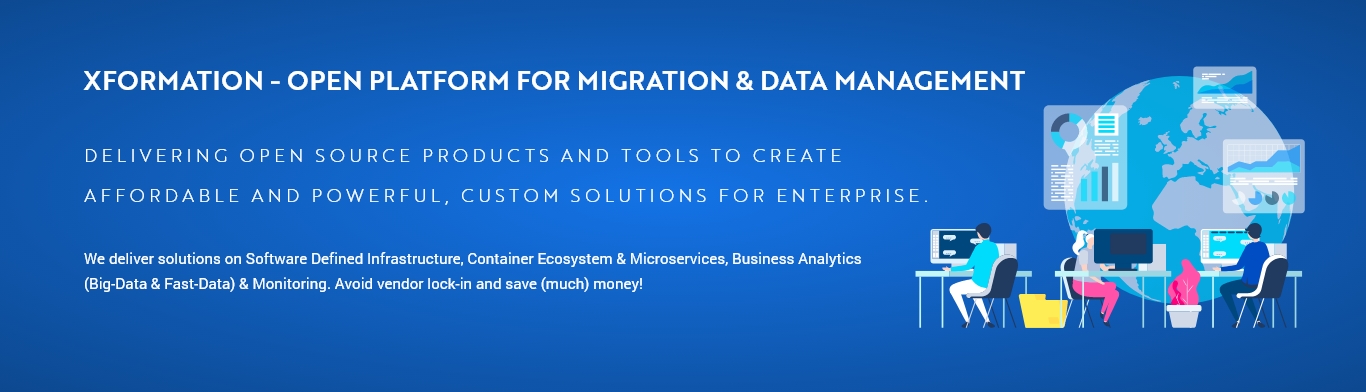 XFORMATION - OPEN PLATFORM FOR MIGRATION & DATA MANAGEMENT
DELIVERING OPEN SOURCE PRODUCTS AND TOOLS TO CREATE
AFFORDABLE AND POWERFUL, CUSTOM SOLUTIONS FOR ENTERPRISE.
We deliver solutions on Software Defined Infrastructure, Container Ecosystem & Microservices, Business Analytics
(Big-Data & Fast-Data) & Monitoring. Avoid vendor lock-in and save (much) money!